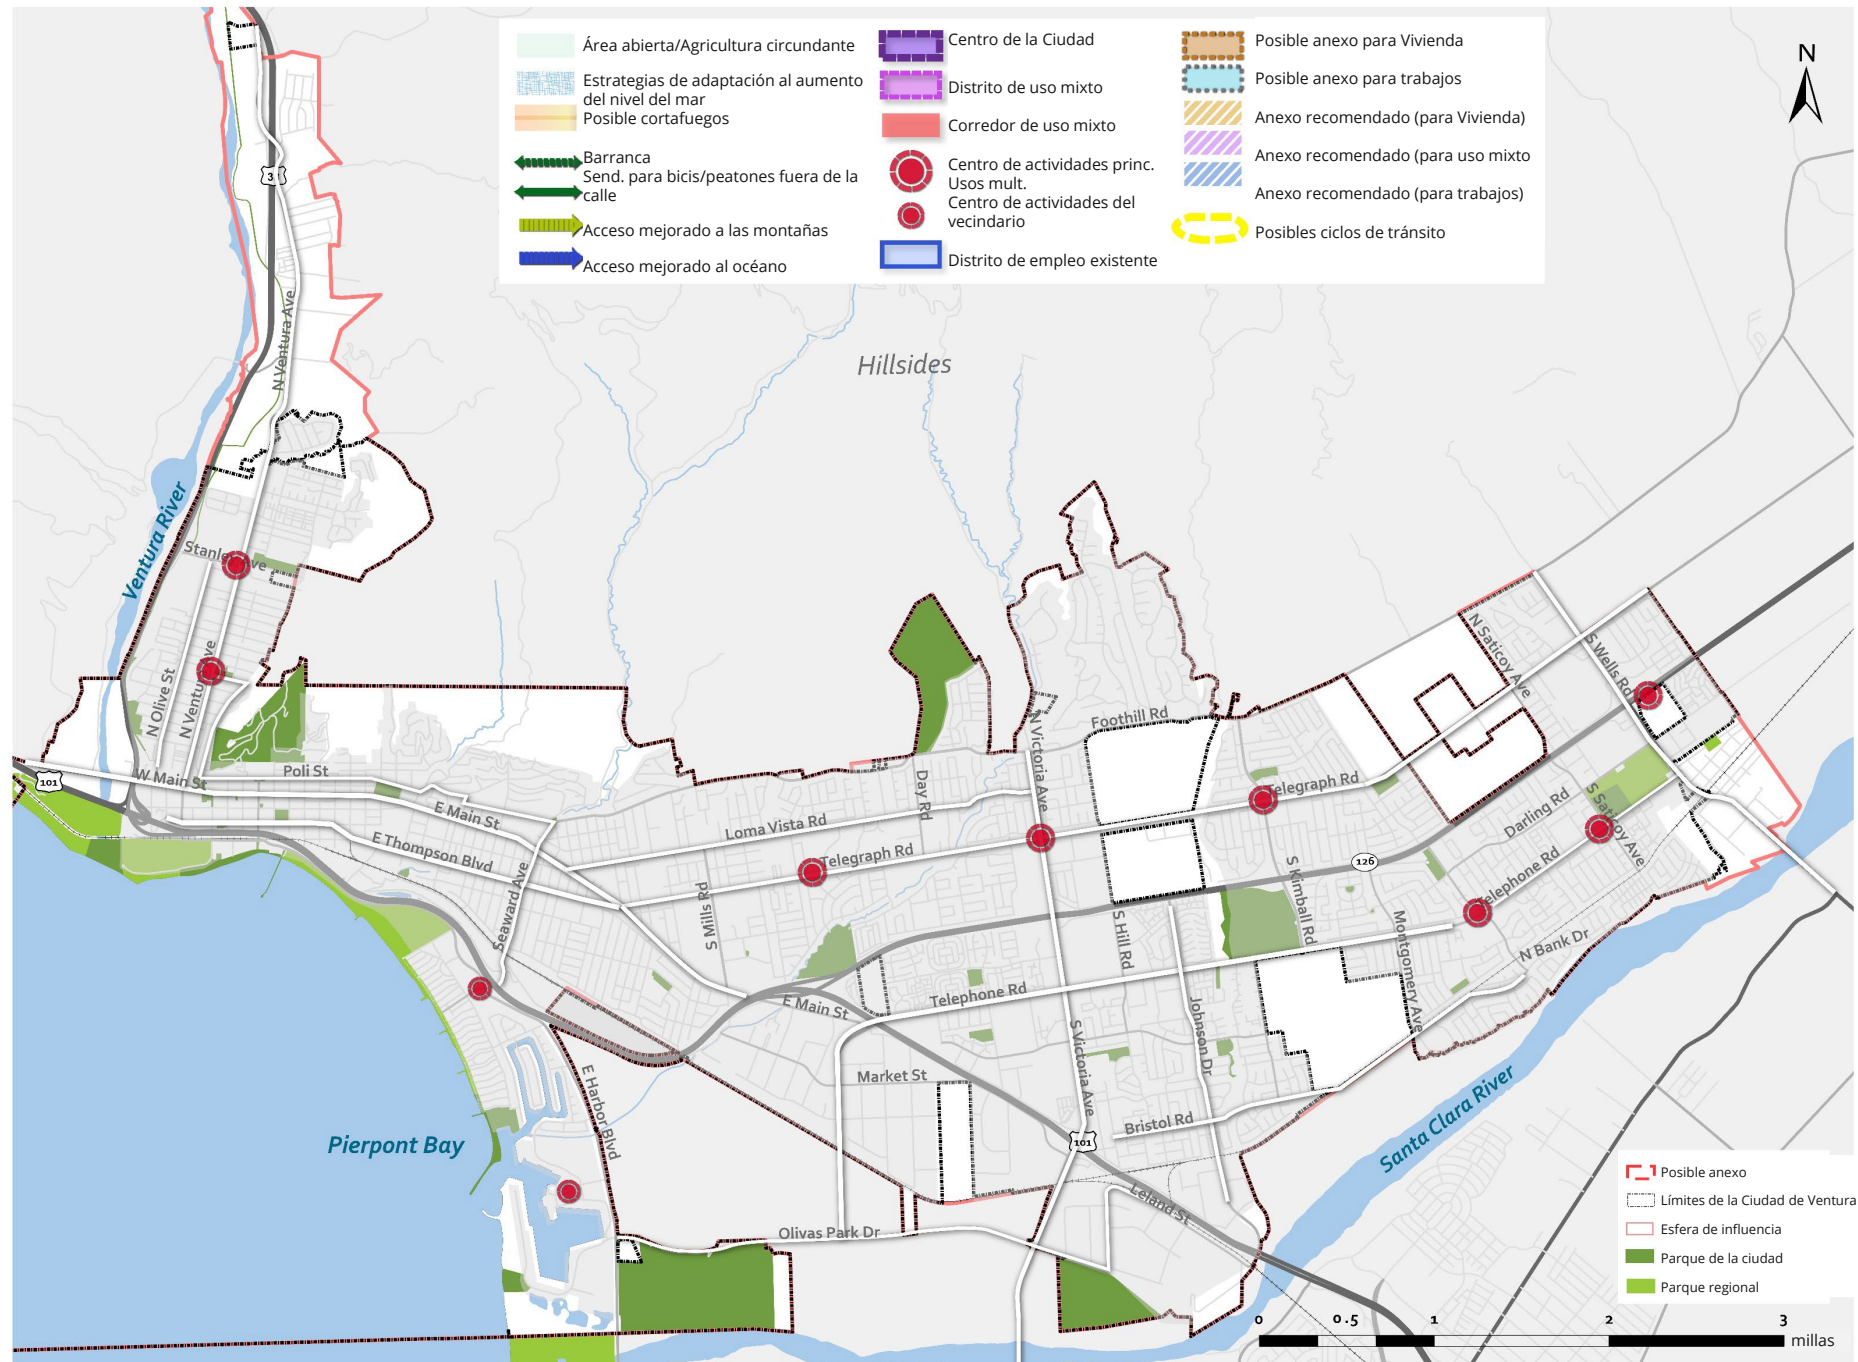 Área abierta/Agricultura circundante
Estrategias de adaptación al aumento
del nivel del mar
Posible cortafuegos
Barranca
Send. para bicis/peatones fuera de la
calle
Acceso mejorado a las montañas
Acceso mejorado al océano
Centro de la Ciudad
Distrito de uso mixto
Corredor de uso mixto
Centro de actividades princ.
Usos mult.
Centro de actividades del
vecindario
Distrito de empleo existente
Posible anexo para Vivienda
Posible anexo para trabajos
Anexo recomendado (para Vivienda)
Anexo recomendado (para uso mixto
Anexo recomendado (para trabajos)
Posibles ciclos de tránsito
N
N Ventura Ave
Hillsides
Ventura River
Stanley Ave
N Olive St
N Ventura Ave
101
W Main St
Poli St
E Main St
E Thompson Blvd
Seaward Ave
Loma Vista Rd
Telegraph Rd
Day Rd
S Mills Rd
N Victoria Ave
Foothill Rd
Telegraph Rd
N Saticoy Ave
S Wells Rd
Darling Rd
S Saticoy Ave
126
Telephone Rd
S Kimball Rd
S Hill Rd
Montgomery Ave
N Bank Dr
Telephone Rd
E Main St
Johnson Dr
S Victoria Ave
Market St
Bristol Rd
101
E Harbor Blvd
Pierpont Bay
Santa Clara River
Leland St
Olivas Park Dr
Posible anexo
Límites de la Ciudad de Ventura
Esfera de influencia
Parque de la ciudad
Parque regional
0 0.5 1 2 3
millas